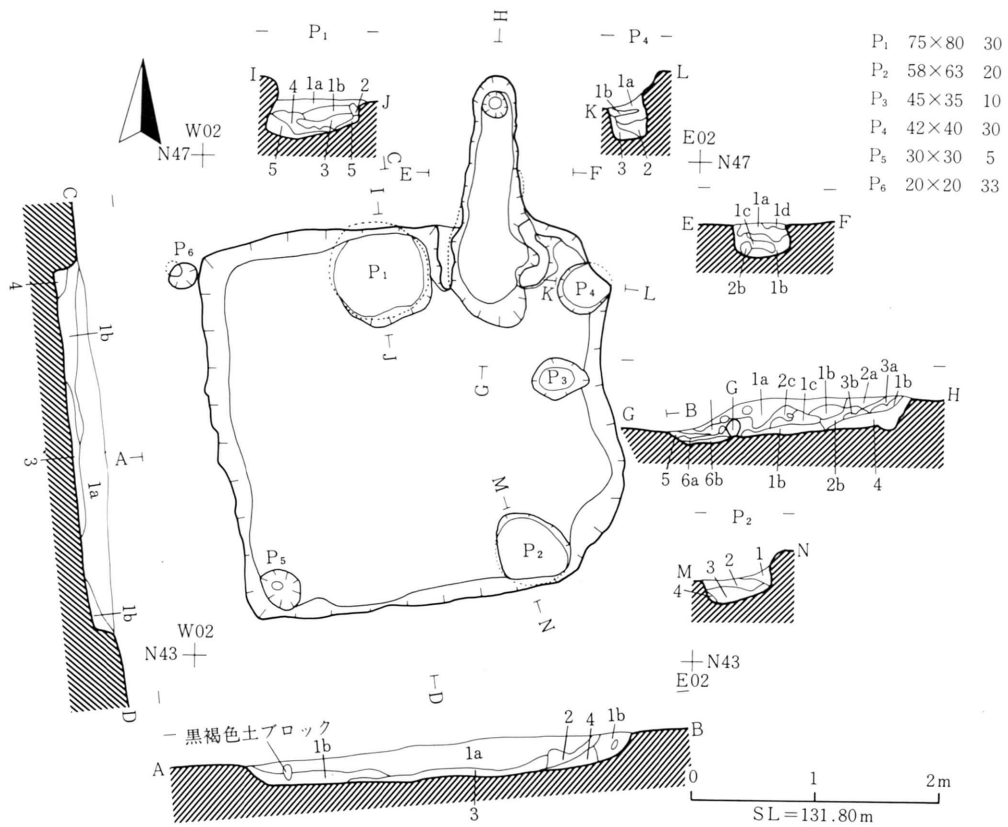 P₁
I
4 1a 1b 2
J
5 3 5
H
P₄
1a
1b
L
K
3 2
P₁ 75×80 30
P₂ 58×63 20
P₃ 45×35 10
P₄ 42×40 30
P₅ 30×30 5
P₆ 20×20 33
W02
N47
E02
N47
C
I
E
F
C
4
1b
3
1a
1b
D
P₆
P₁
J
K
P₄
L
G
P₃
A
M
P₅
P₂
N
D
1a
1c 1d
E F
2b 1b
G B G 1a 2c 1c 1b 3b 2a 3a 1b H
5 6a 6b 1b 2b 4
P₂
M 3 2 1 N
4
W02
N43
N43
E02
黒褐色土ブロック
A 1b 1a 2 4 1b B
3
0 1 2m
SL=131.80m